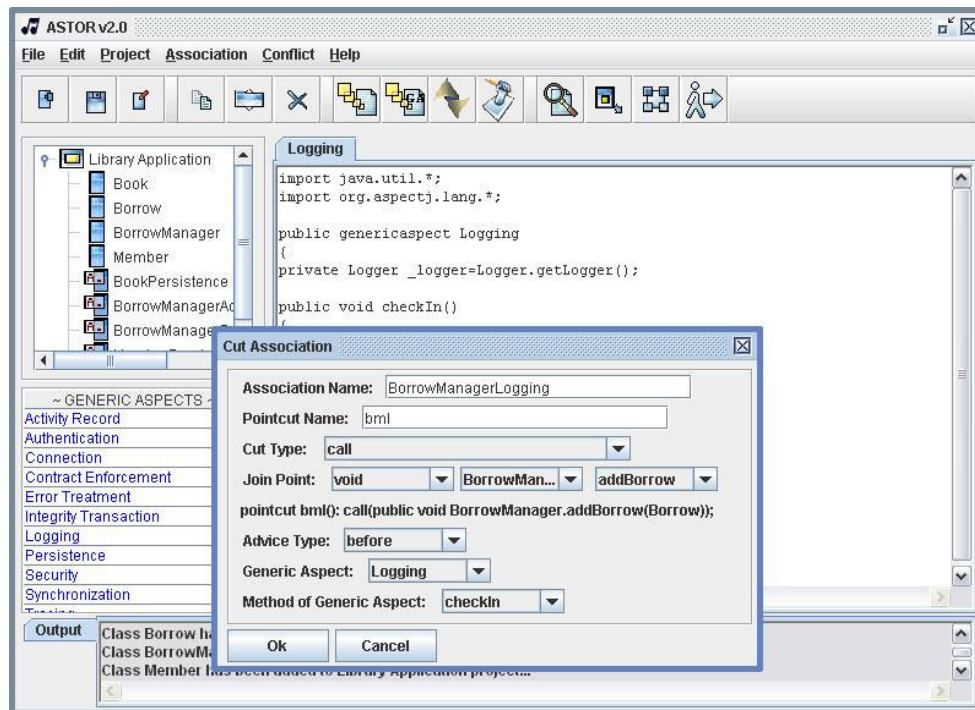 ASTOR v2.0
File Edit Project Association Conflict Help
Library Application
Book
Borrow
BorrowManager
Member
BookPersistence
BorrowManagerAd
BorrowManage
~ GENERIC ASPECTS ~
Activity Record
Authentication
Connection
Contract Enforcement
Error Treatment
Integrity Transaction
Logging
Persistence
Security
Synchronization
Logging
import java.util.*;
import org.aspectj.lang.*;
public genericaspect Logging
{
private Logger _logger=Logger.getLogger();
public void checkIn()
{
Cut Association
Association Name: BorrowManagerLogging
Pointcut Name: bml
Cut Type: call
Join Point: void BorrowMan... addBorrow
pointcut bml(): call(public void BorrowManager.addBorrow(Borrow));
Advice Type: before
Generic Aspect: Logging
Method of Generic Aspect: checkIn
Ok Cancel
Output
Class Borrow ha
Class BorrowMa
Class Member has been added to Library Application project...